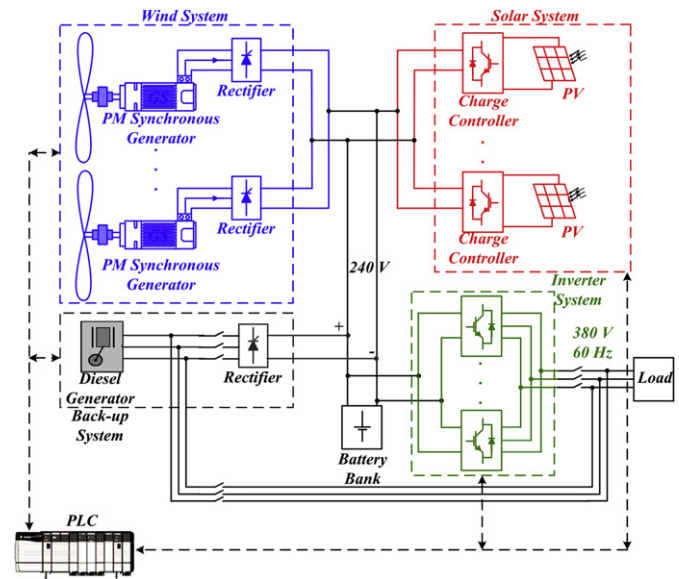 Wind System
Solar System
Rectifier
PM Synchronous
Generator
Charge
Controller
PV
Rectifier
PM Synchronous
Generator
Charge
Controller
PV
240 V
Inverter
System
+
-
380 V
60 Hz
Rectifier
Diesel
Generator
Back-up
System
Load
Battery
Bank
PLC